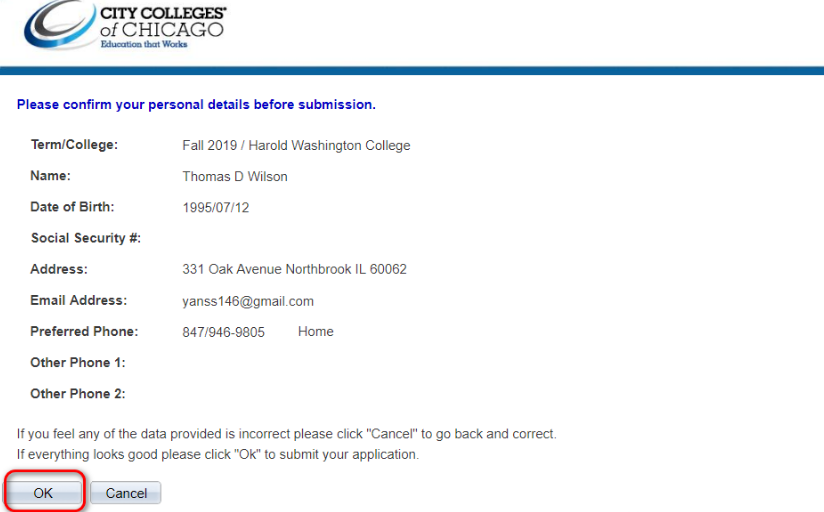 CITY COLLEGES®
of CHICAGO
Education that Works
Please confirm your personal details before submission.
Term/College: Fall 2019 / Harold Washington College
Name: Thomas D Wilson
Date of Birth: 1995/07/12
Social Security #:
Address: 331 Oak Avenue Northbrook IL 60062
Email Address: yanss146@gmail.com
Preferred Phone: 847/946-9805 Home
Other Phone 1:
Other Phone 2:
If you feel any of the data provided is incorrect please click "Cancel" to go back and correct.
If everything looks good please click "Ok" to submit your application.
OK Cancel